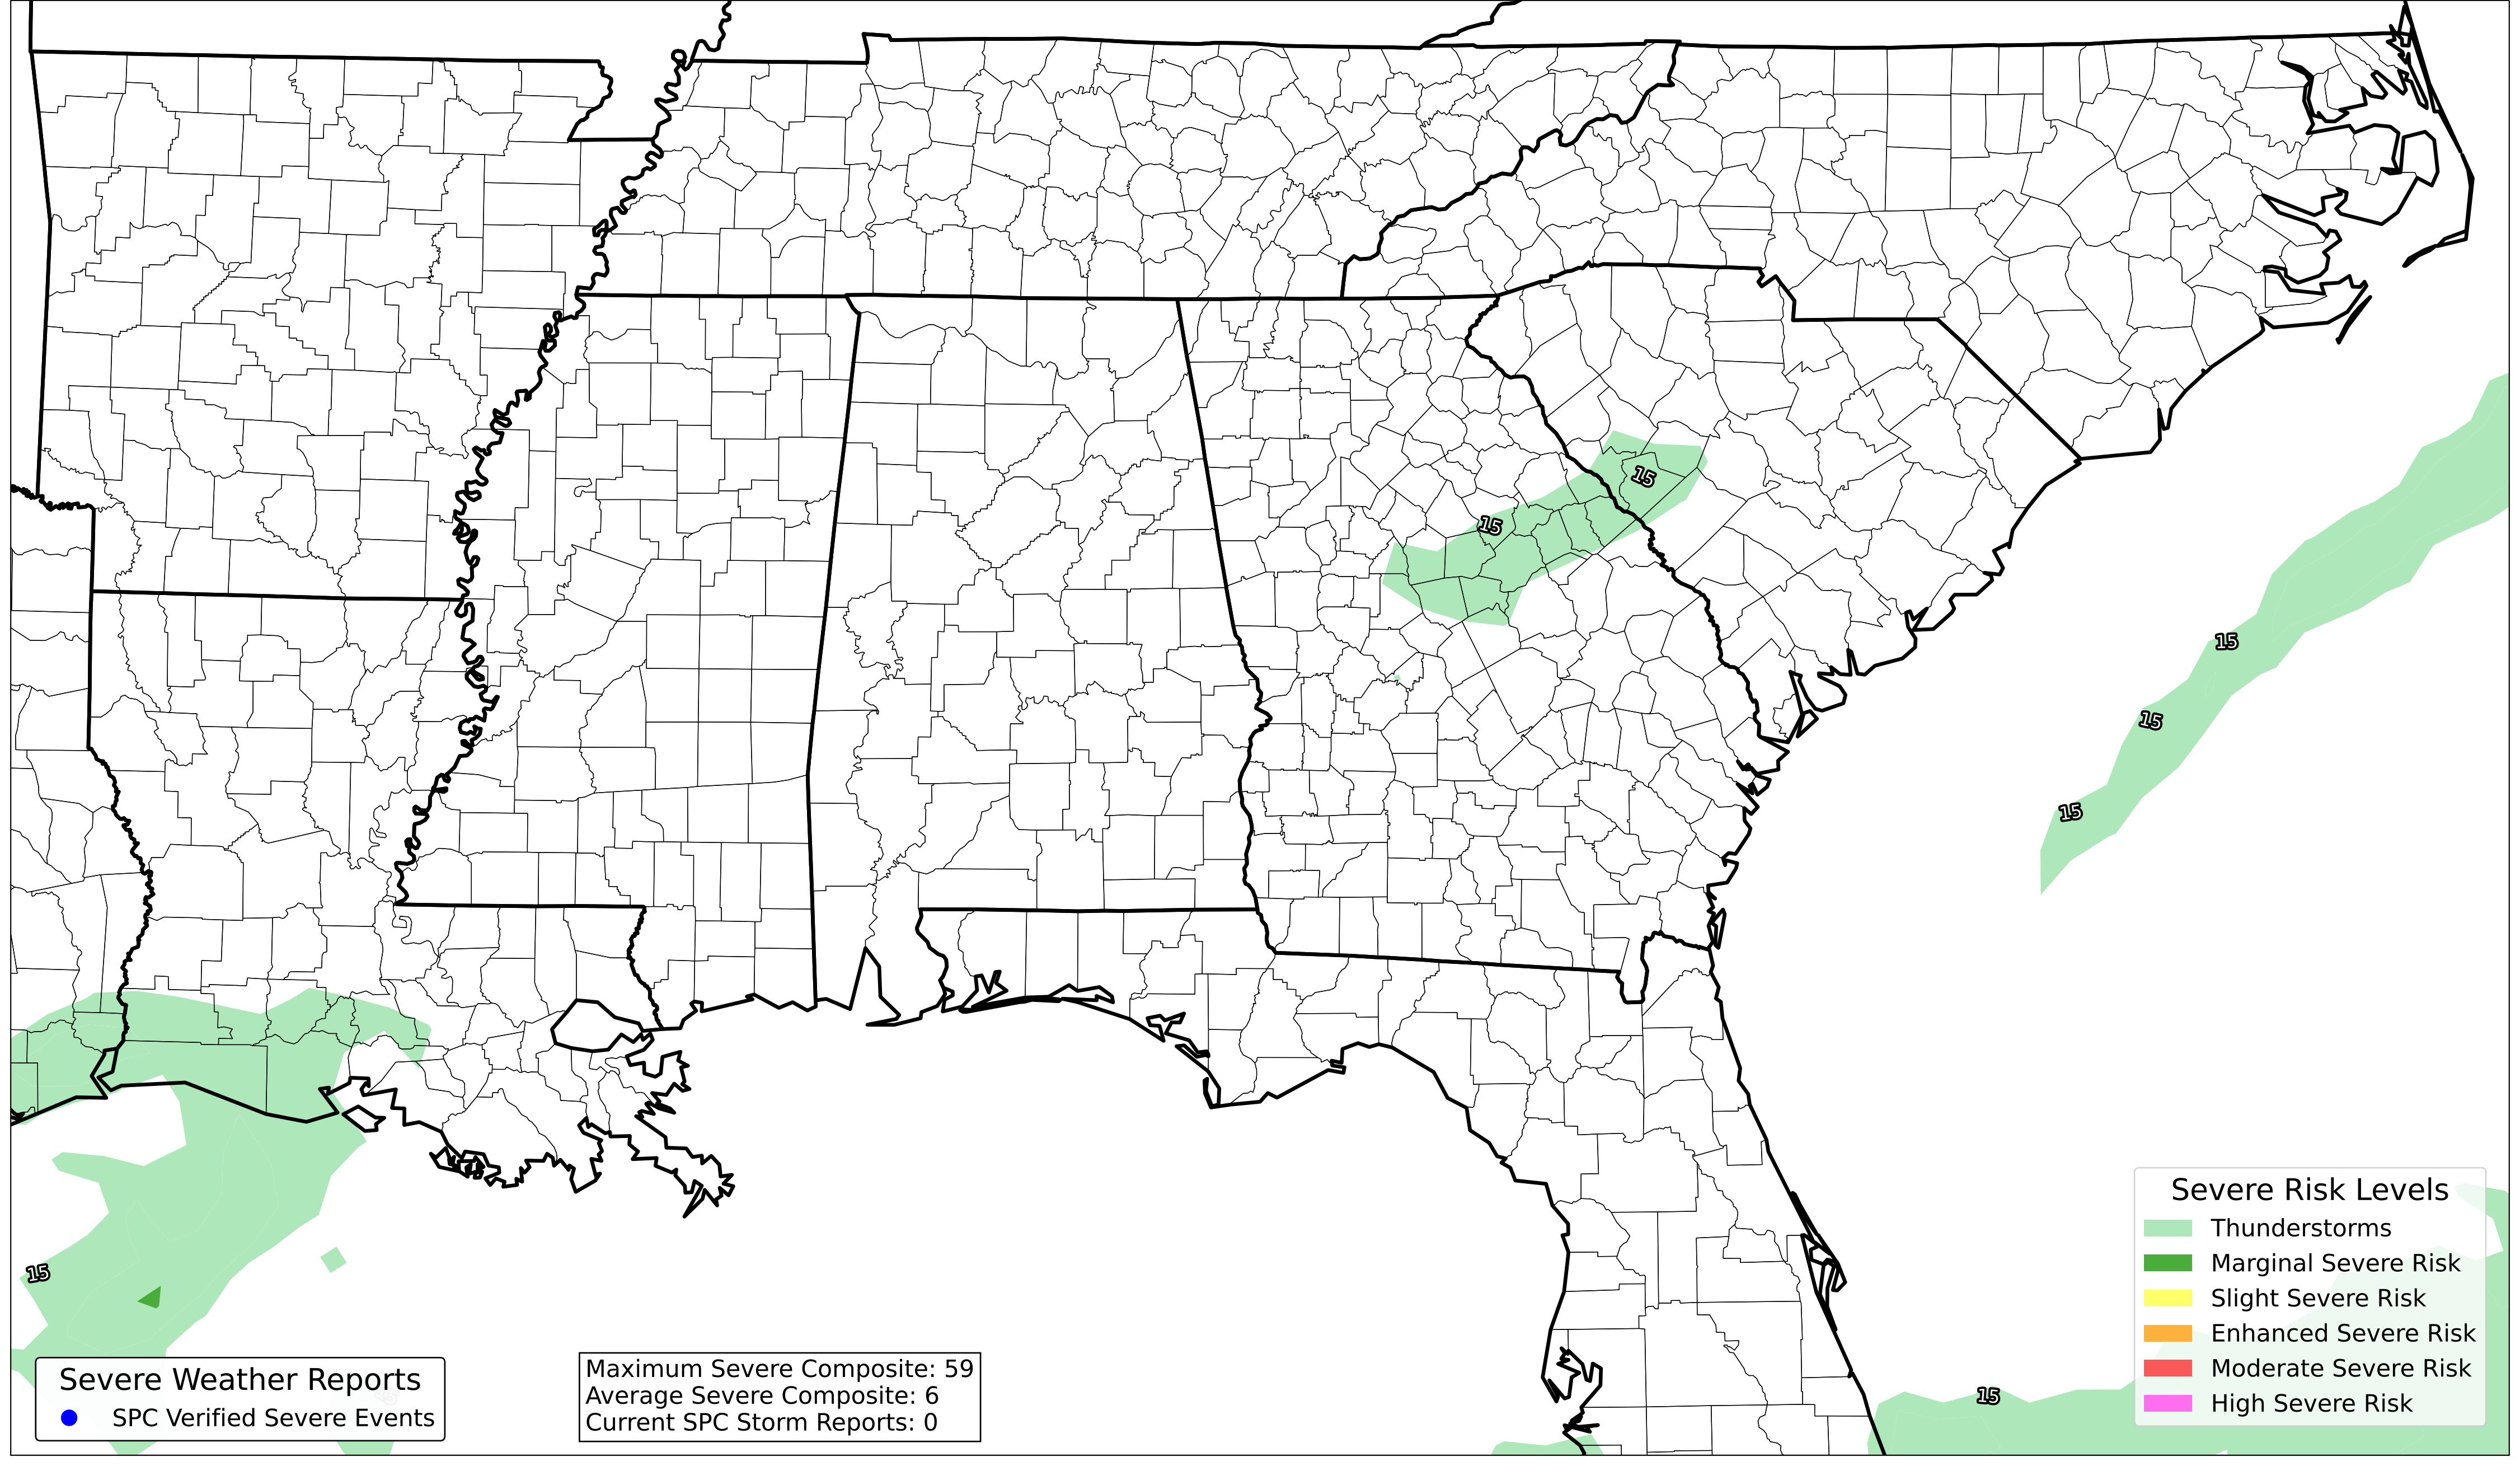 15
15
15
15
15
15
15
Severe Risk Levels
Thunderstorms
Marginal Severe Risk
Slight Severe Risk
Enhanced Severe Risk
Moderate Severe Risk
High Severe Risk
Severe Weather Reports
SPC Verified Severe Events
Maximum Severe Composite: 59
Average Severe Composite: 6
Current SPC Storm Reports: 0